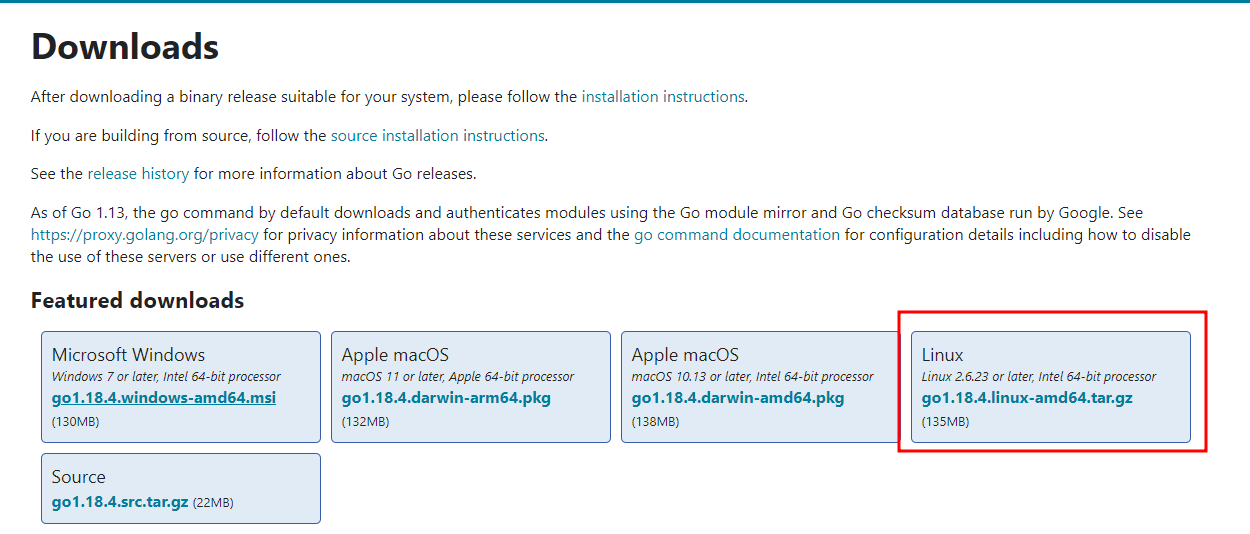 Downloads
After downloading a binary release suitable for your system, please follow the installation instructions.
If you are building from source, follow the source installation instructions.
See the release history for more information about Go releases.
As of Go 1.13, the go command by default downloads and authenticates modules using the Go module mirror and Go checksum database run by Google. See
https://proxy.golang.org/privacy for privacy information about these services and the go command documentation for configuration details including how to disable
the use of these servers or use different ones.
Featured downloads
Microsoft Windows
Windows 7 or later, Intel 64-bit processor
go1.18.4.windows-amd64.msi
(130MB)
Apple macOS
macOS 11 or later, Apple 64-bit processor
go1.18.4.darwin-arm64.pkg
(132MB)
Apple macOS
macOS 10.13 or later, Intel 64-bit processor
go1.18.4.darwin-amd64.pkg
(138MB)
Linux
Linux 2.6.23 or later, Intel 64-bit processor
go1.18.4.linux-amd64.tar.gz
(135MB)
Source
go1.18.4.src.tar.gz (22MB)